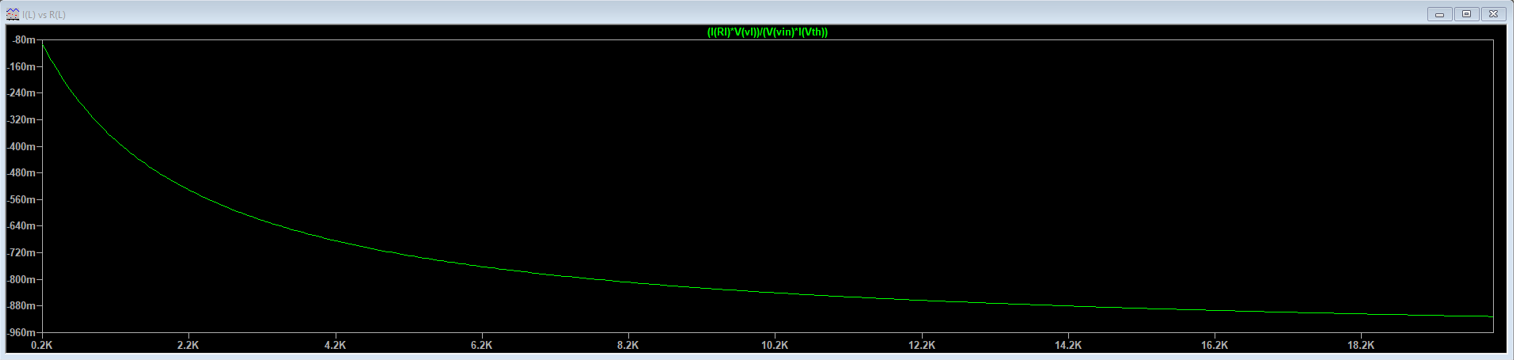 I(L) vs R(L)
(I(Rl)*V(vl))/(V(vin)*I(Vth))
-80m
-160m
-240m
-320m
-400m
-480m
-560m
-640m
-720m
-800m
-880m
-960m
0.2K 2.2K 4.2K 6.2K 8.2K 10.2K 12.2K 14.2K 16.2K 18.2K